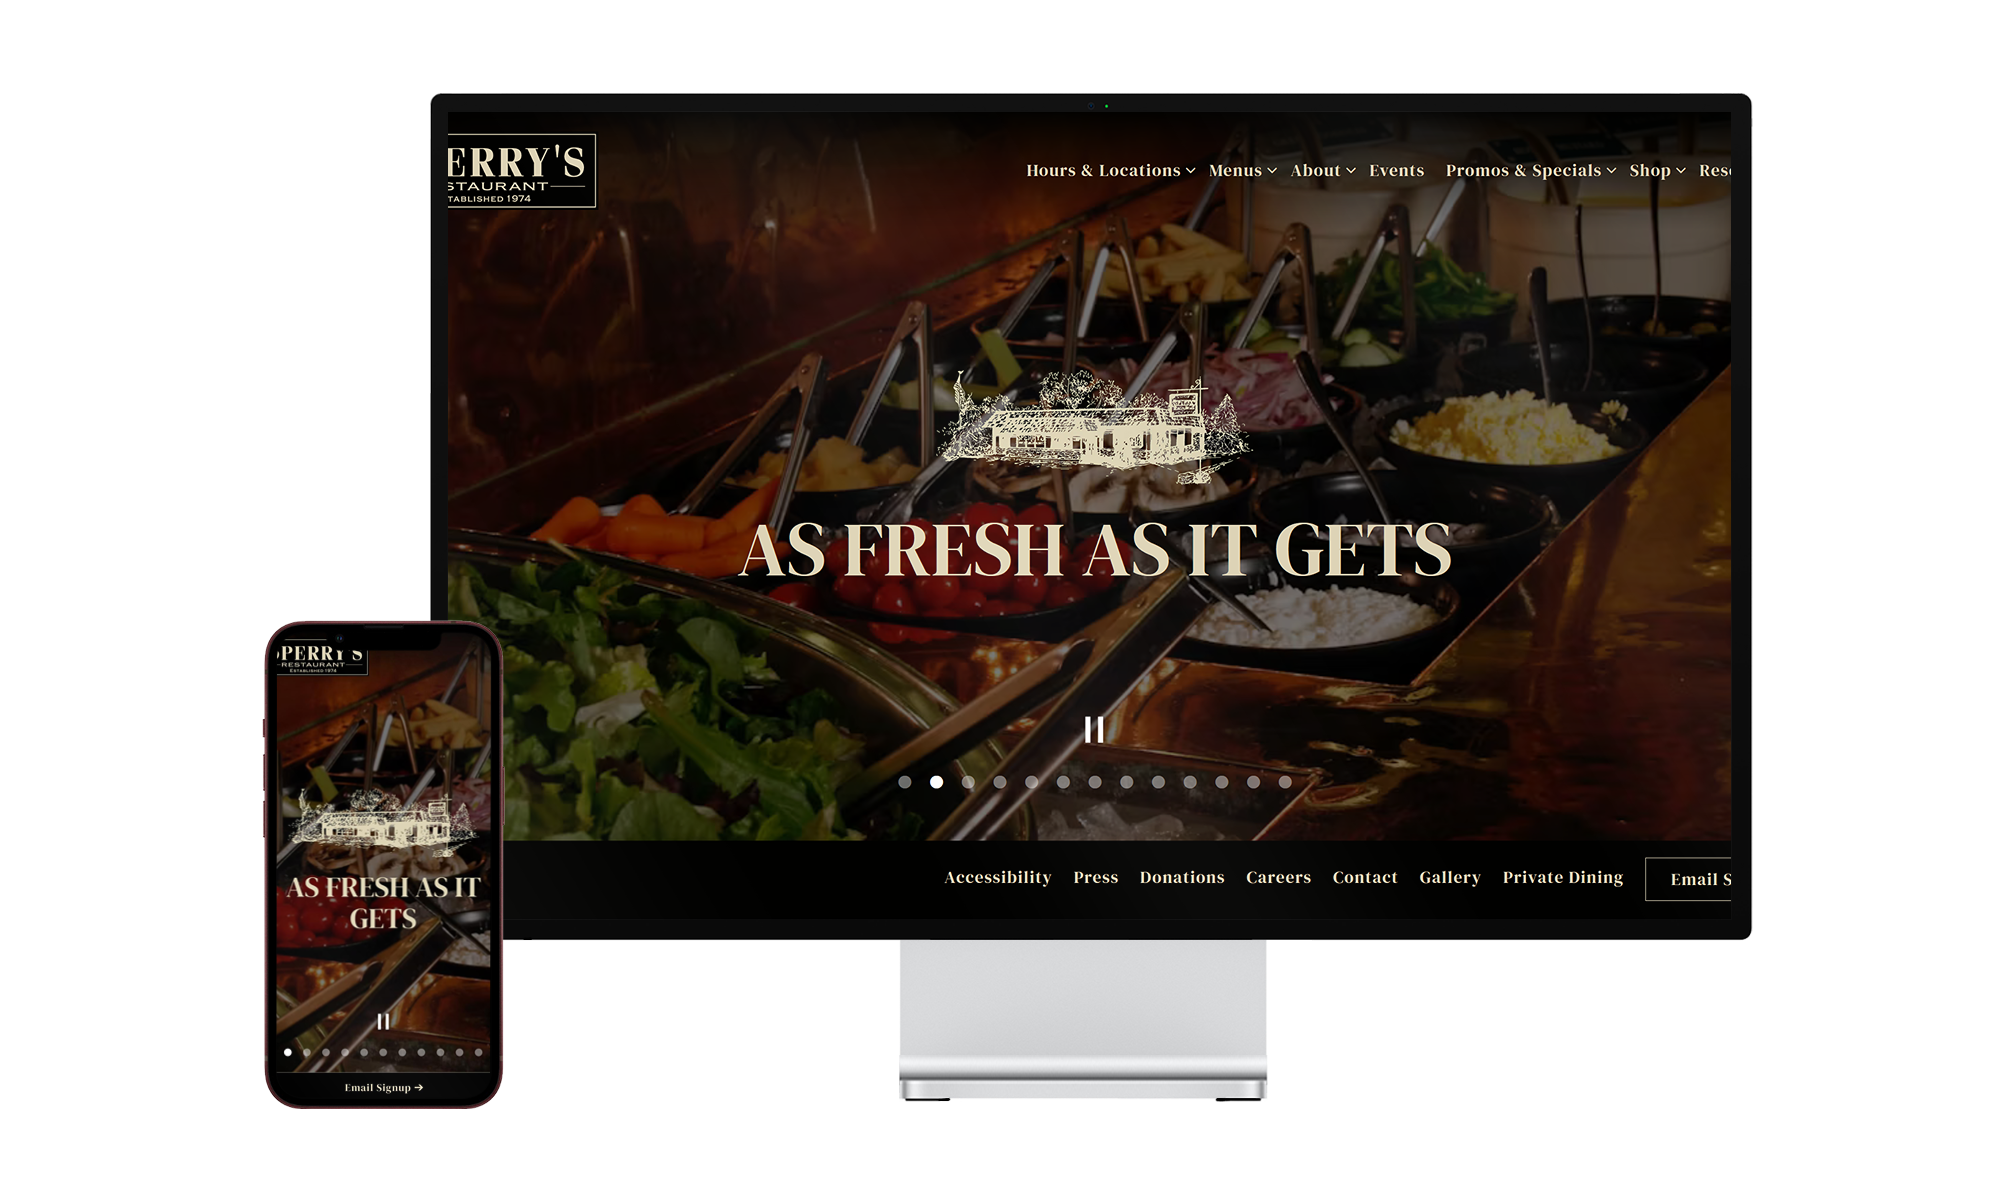 ERRY'S
STAURANT
TABLISHED 1974
Hours & Locations Menus About Events Promos & Specials Shop Rese
AS FRESH AS IT GETS
Accessibility Press Donations Careers Contact Gallery Private Dining Email S
PERRY'S
RESTAURANT
ESTABLISHED 1974
AS FRESH AS IT
GETS
Email Signup →